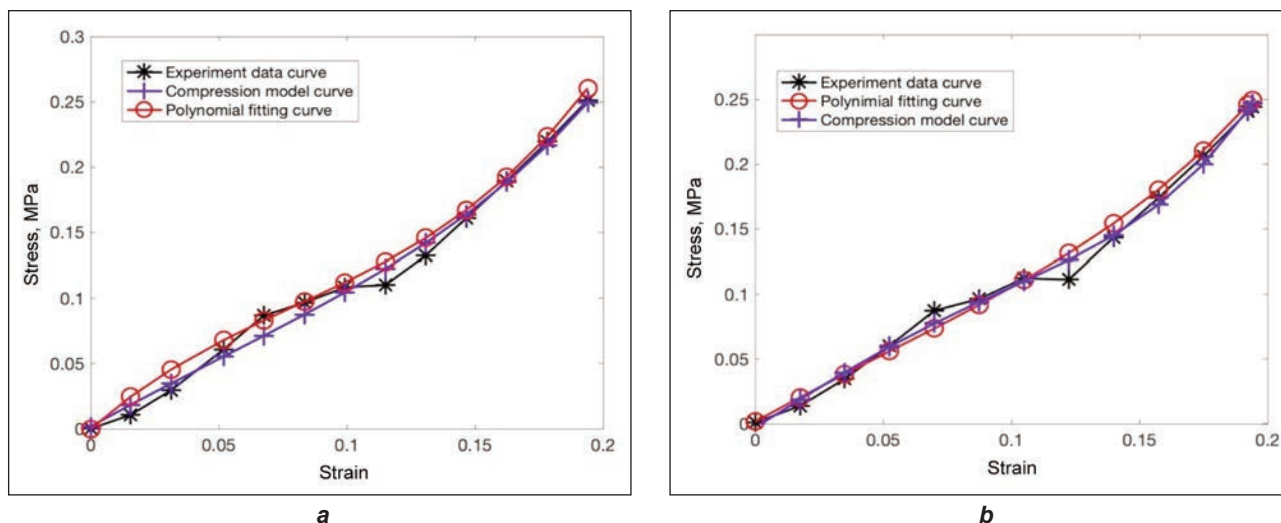 0.3
0.25
0.2
0.15
0.1
0.05
0
Stress, MPa
Experiment data curve
Compression model curve
Polynomial fitting curve
0 0.05 0.1 0.15 0.2
Strain
a
0.25
0.2
0.15
0.1
0.05
0
Stress, MPa
Experiment data curve
Polynimial fitting curve
Compression model curve
0 0.05 0.1 0.15 0.2
Strain
b